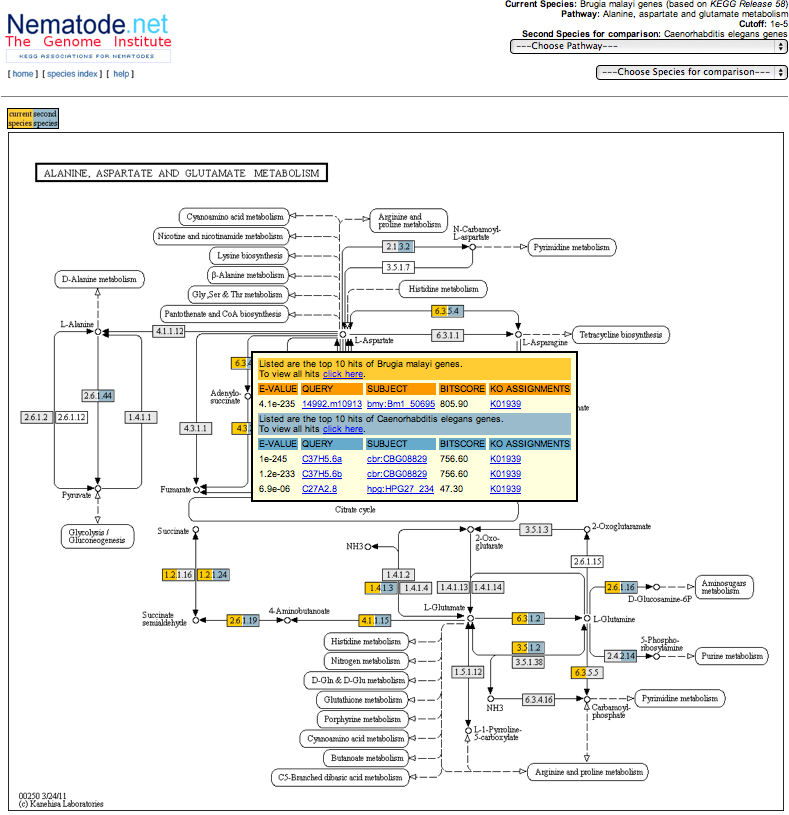 Nematode.net
The Genome Institute
KEGG ASSOCIATIONS FOR NEMATODES
[ home ] [ species index ] [ help ]
Current Species: Brugia malayi genes (based on KEGG Release 58)
Pathway: Alanine, aspartate and glutamate metabolism
Cutoff: 1e-5
Second Species for comparison: Caenorhabditis elegans genes
---Choose Pathway---
---Choose Species for comparison---
current second
species species
ALANINE, ASPARTATE AND GLUTAMATE METABOLISM
Cyanoamino acid metabolism
Nicotine and nicotinamide metabolism
Lysine biosynthesis
β-Alanine metabolism
Gly,Ser & Thr metabolism
Pantothenate and CoA biosynthesis
Arginine and
proline metabolism
N-Carbamoyl-
L-aspartate
2.1.3.2
Pyrimidine metabolism
3.5.1.7
Histidine metabolism
D-Alanine metabolism
6.3.5.4
L-Alanine
4.1.1.12
L-Aspartate
6.3.1.1
L-Asparagine
Tetracycline biosynthesis
6.3.4
Adenylo-
succinate
2.6.1.44
2.6.1.2
2.6.1.12
1.4.1.1
4.3.1.1
4.3.
Pyruvate
Fumarate
Glycolysis /
Gluconeogenesis
Listed are the top 10 hits of Brugia malayi genes.
To view all hits click here.
E-VALUE QUERY SUBJECT BITSCORE KO ASSIGNMENTS
4.1e-235 14992.m10913 bmy:Bm1_50695 805.90 K01939
Listed are the top 10 hits of Caenorhabditis elegans genes.
To view all hits click here.
E-VALUE QUERY SUBJECT BITSCORE KO ASSIGNMENTS
1e-245 C37H5.6a cbr:CBG08829 756.60 K01939
1.2e-233 C37H5.6b cbr:CBG08829 756.60 K01939
6.9e-06 C27A2.8 hpg:HPG27_234 47.30 K01939
ate
Citrate cycle
Succinate
1.2.1.16
1.2.1.24
Succinate
semialdehyde
2.6.1.19
4-Aminobutanoate
4.1.1.15
NH3
2-Oxo-
glutarate
3.5.1.3
2-Oxoglutaramate
2.6.1.15
1.4.1.2
1.4.1.3
1.4.1.4
1.4.1.13
1.4.1.14
L-Glutamate
6.3.1.2
L-Glutamine
2.6.1.16
D-Glucosamine-6P
Aminosugars
metabolism
3.5.1.2
3.5.1.38
2.4.2.14
5-Phospho-
ribosylamine
Purine metabolism
1.5.1.12
6.3.5.5
NH3
6.3.4.16
Carbamoyl-
phosphate
Pyrimidine metabolism
L-1-Pyrroline-
5-carboxylate
Arginine and proline metabolism
Histidine metabolism
Nitrogen metabolism
D-Gln & D-Glu metabolism
Glutathione metabolism
Porphyrine metabolism
Cyanoamino acid metabolism
Butanoate metabolism
C5-Branched dibasic acid metabolism
00250 3/24/11
(c) Kanehisa Laboratories